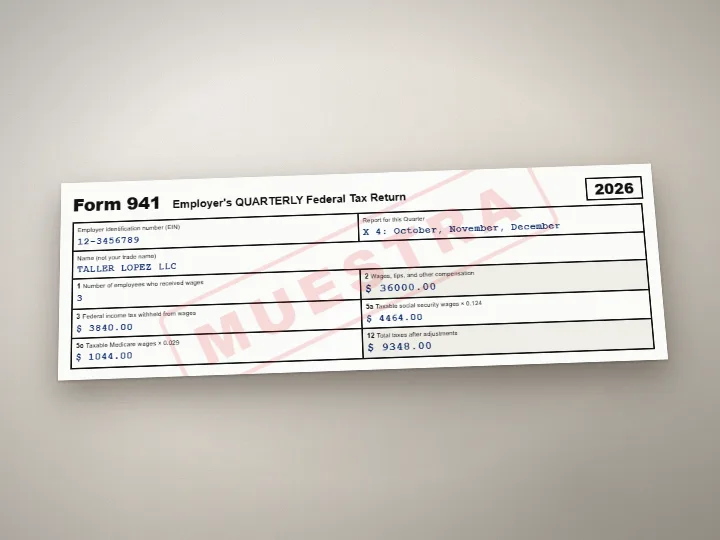 Form 941 Employer's QUARTERLY Federal Tax Return 2026
Employer identification number (EIN)
12-3456789
Report for this Quarter
X 4: October, November, December
Name (not your trade name)
TALLER LOPEZ LLC
1 Number of employees who received wages
3
2 Wages, tips, and other compensation
$ 36000.00
3 Federal income tax withheld from wages
$ 3840.00
5a Taxable social security wages × 0.124
$ 4464.00
5c Taxable Medicare wages × 0.029
$ 1044.00
12 Total taxes after adjustments
$ 9348.00
MUESTRA